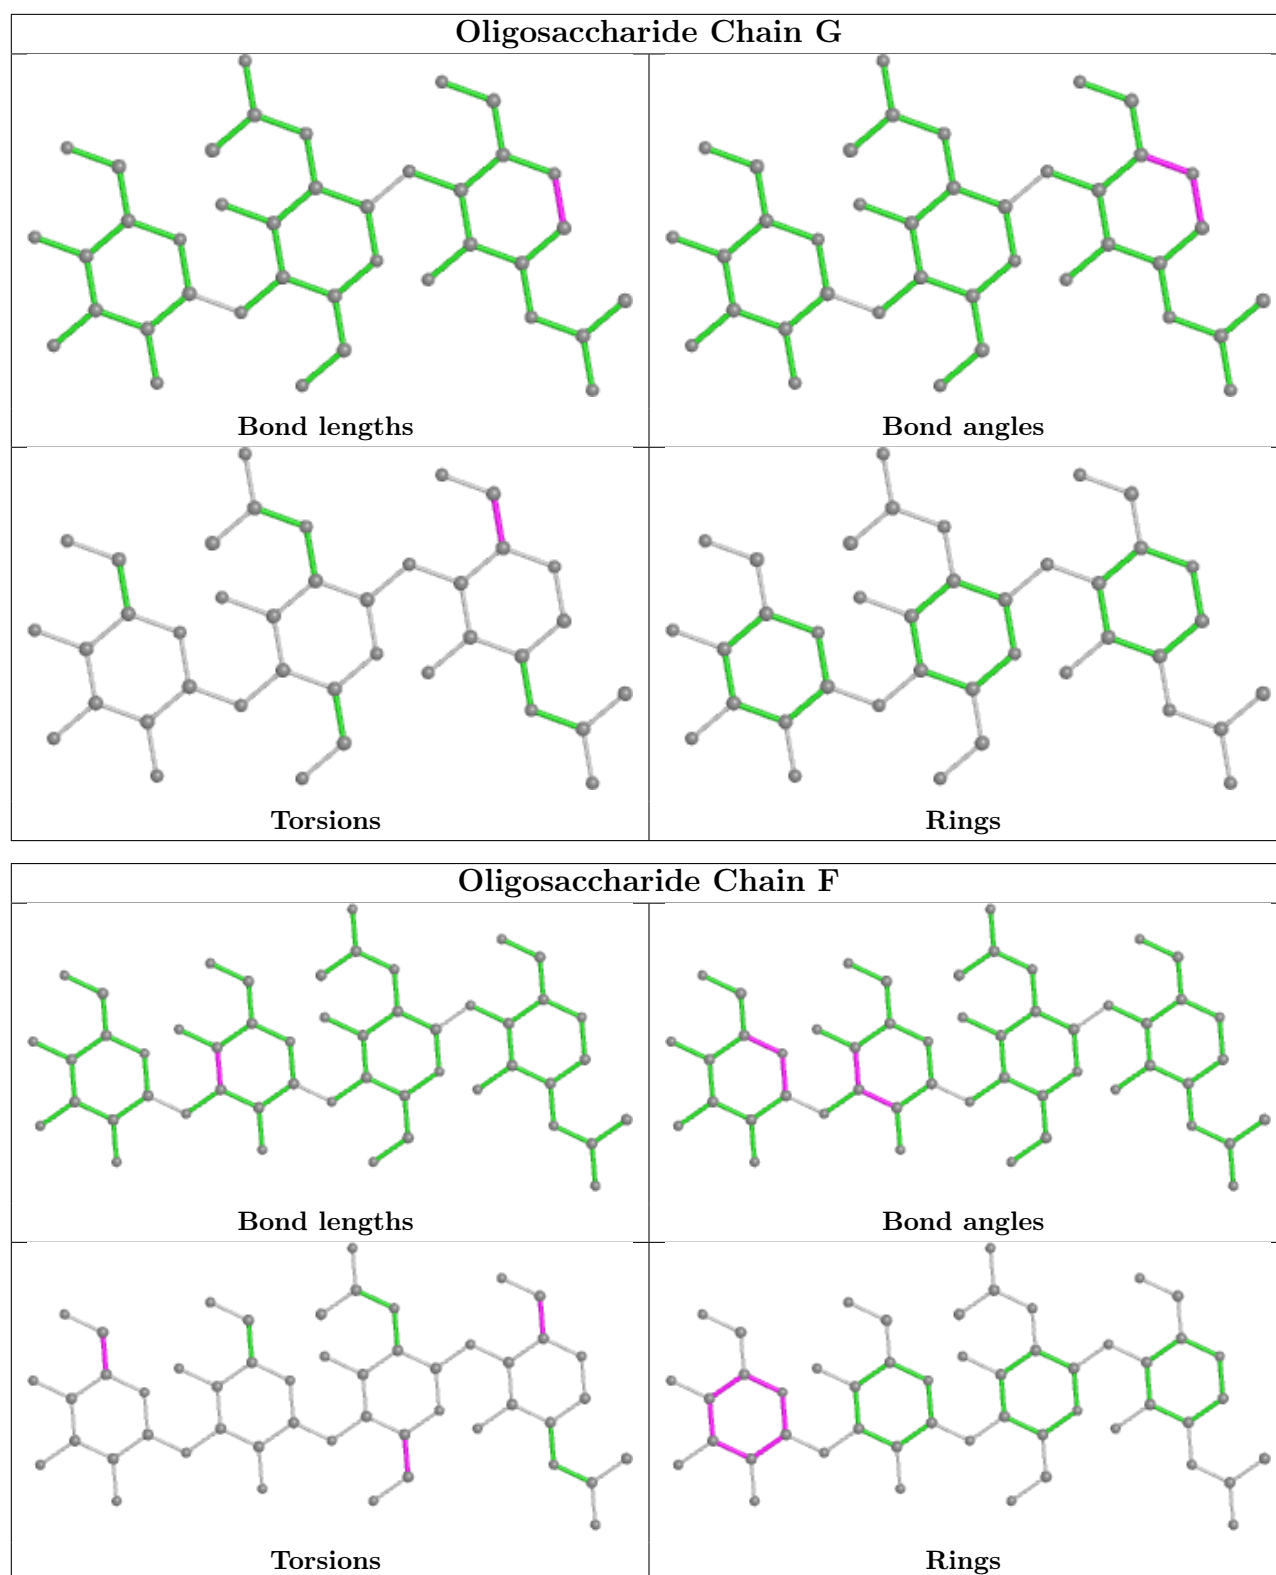 Oligosaccharide Chain G
Bond lengths
Bond angles
Torsions
Rings
Oligosaccharide Chain F
Bond lengths
Bond angles
Torsions
Rings